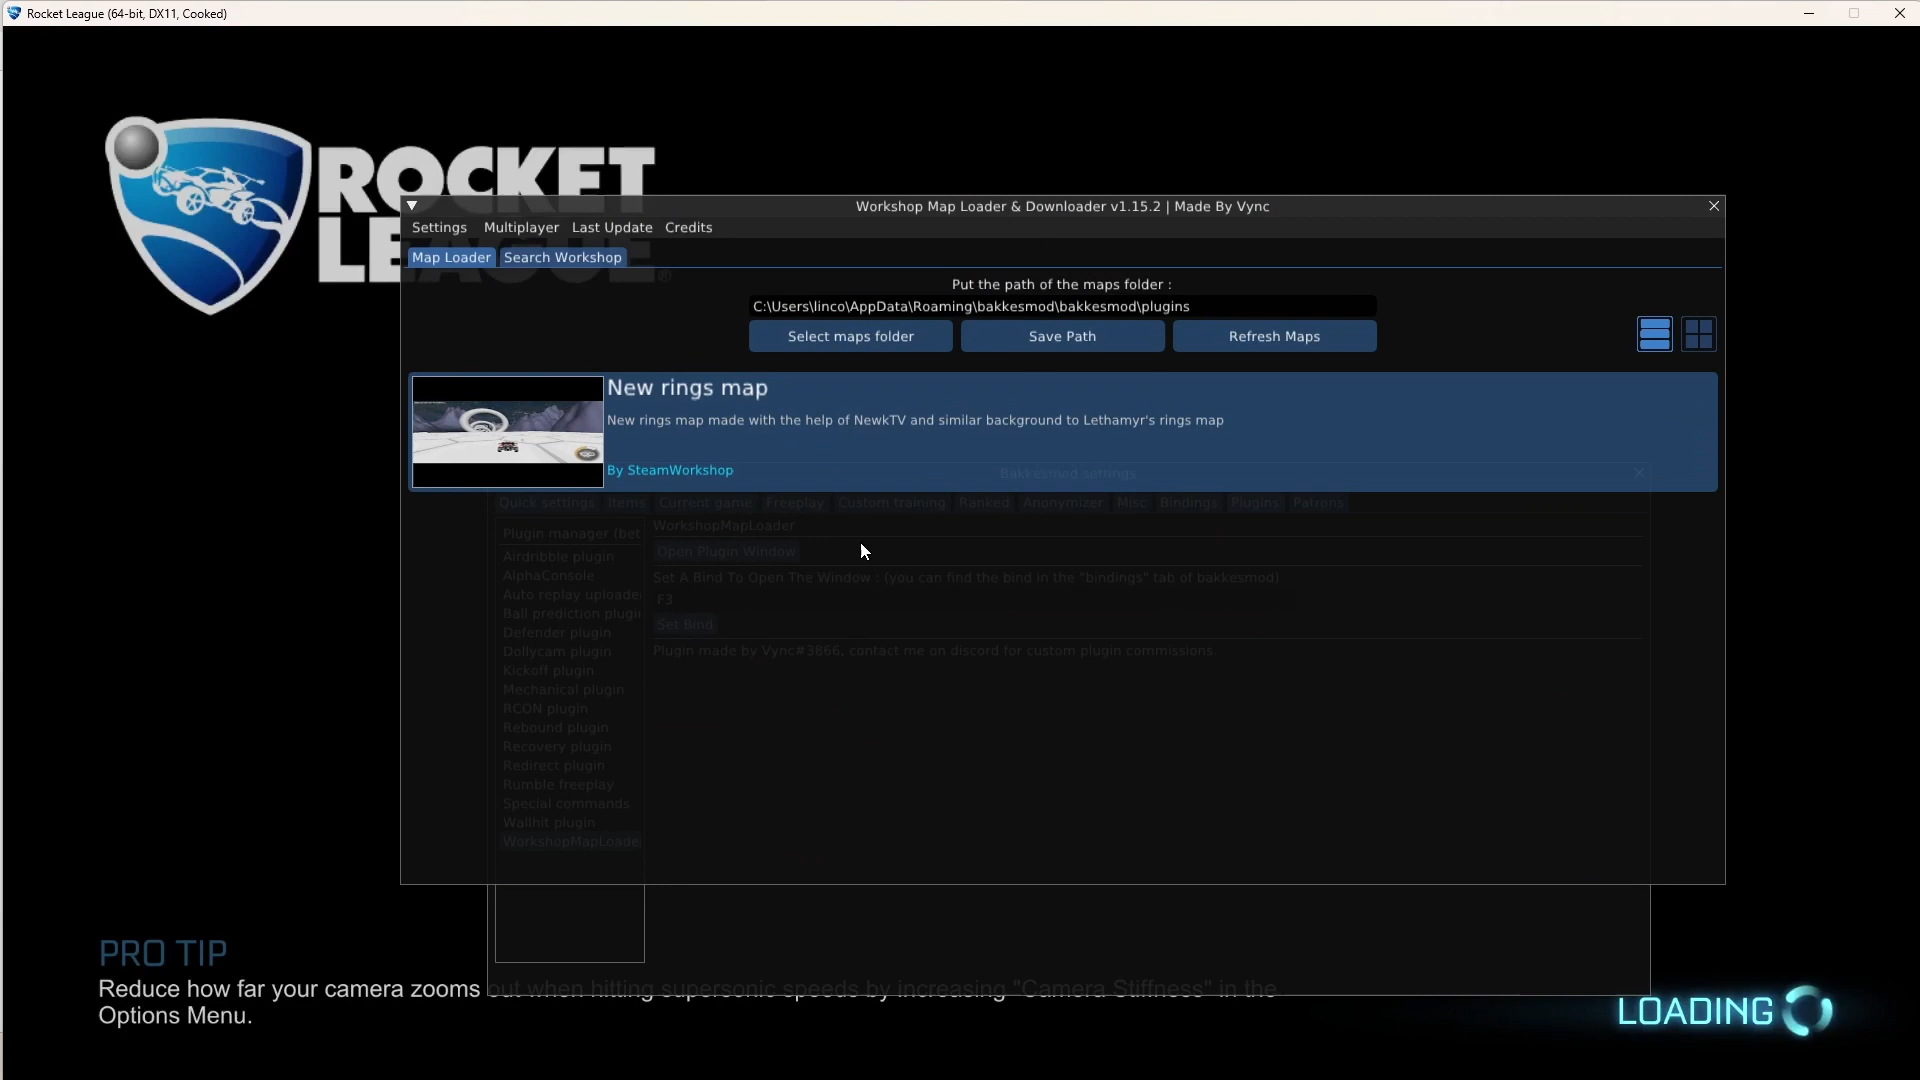 Rocket League (64-bit, DX11, Cooked)
ROCKET
LEAGUE
Workshop Map Loader & Downloader v1.15.2 | Made By Vync
Settings Multiplayer Last Update Credits
Map Loader Search Workshop
Put the path of the maps folder :
C:\Users\linco\AppData\Roaming\bakkesmod\bakkesmod\plugins
Select maps folder Save Path Refresh Maps
New rings map
New rings map made with the help of NewkTV and similar background to Lethamyr's rings map
By SteamWorkshop
Bakkesmod settings
Quick settings Items Current game Freeplay Custom training Ranked Anonymizer Misc Bindings Plugins Patrons
Plugin manager (bet
Airdribble plugin
AlphaConsole
Auto replay uploade
Ball prediction plugi
Defender plugin
Dollycam plugin
Kickoff plugin
Mechanical plugin
RCON plugin
Rebound plugin
Recovery plugin
Redirect plugin
Rumble freeplay
Special commands
Wallhit plugin
WorkshopMapLoade
WorkshopMapLoader
Open Plugin Window
Set A Bind To Open The Window : (you can find the bind in the "bindings" tab of bakkesmod)
F3
Set Bind
Plugin made by Vync#3866, contact me on discord for custom plugin commissions.
PRO TIP
Reduce how far your camera zooms out when hitting supersonic speeds by increasing "Camera Stiffness" in the
Options Menu.
LOADING